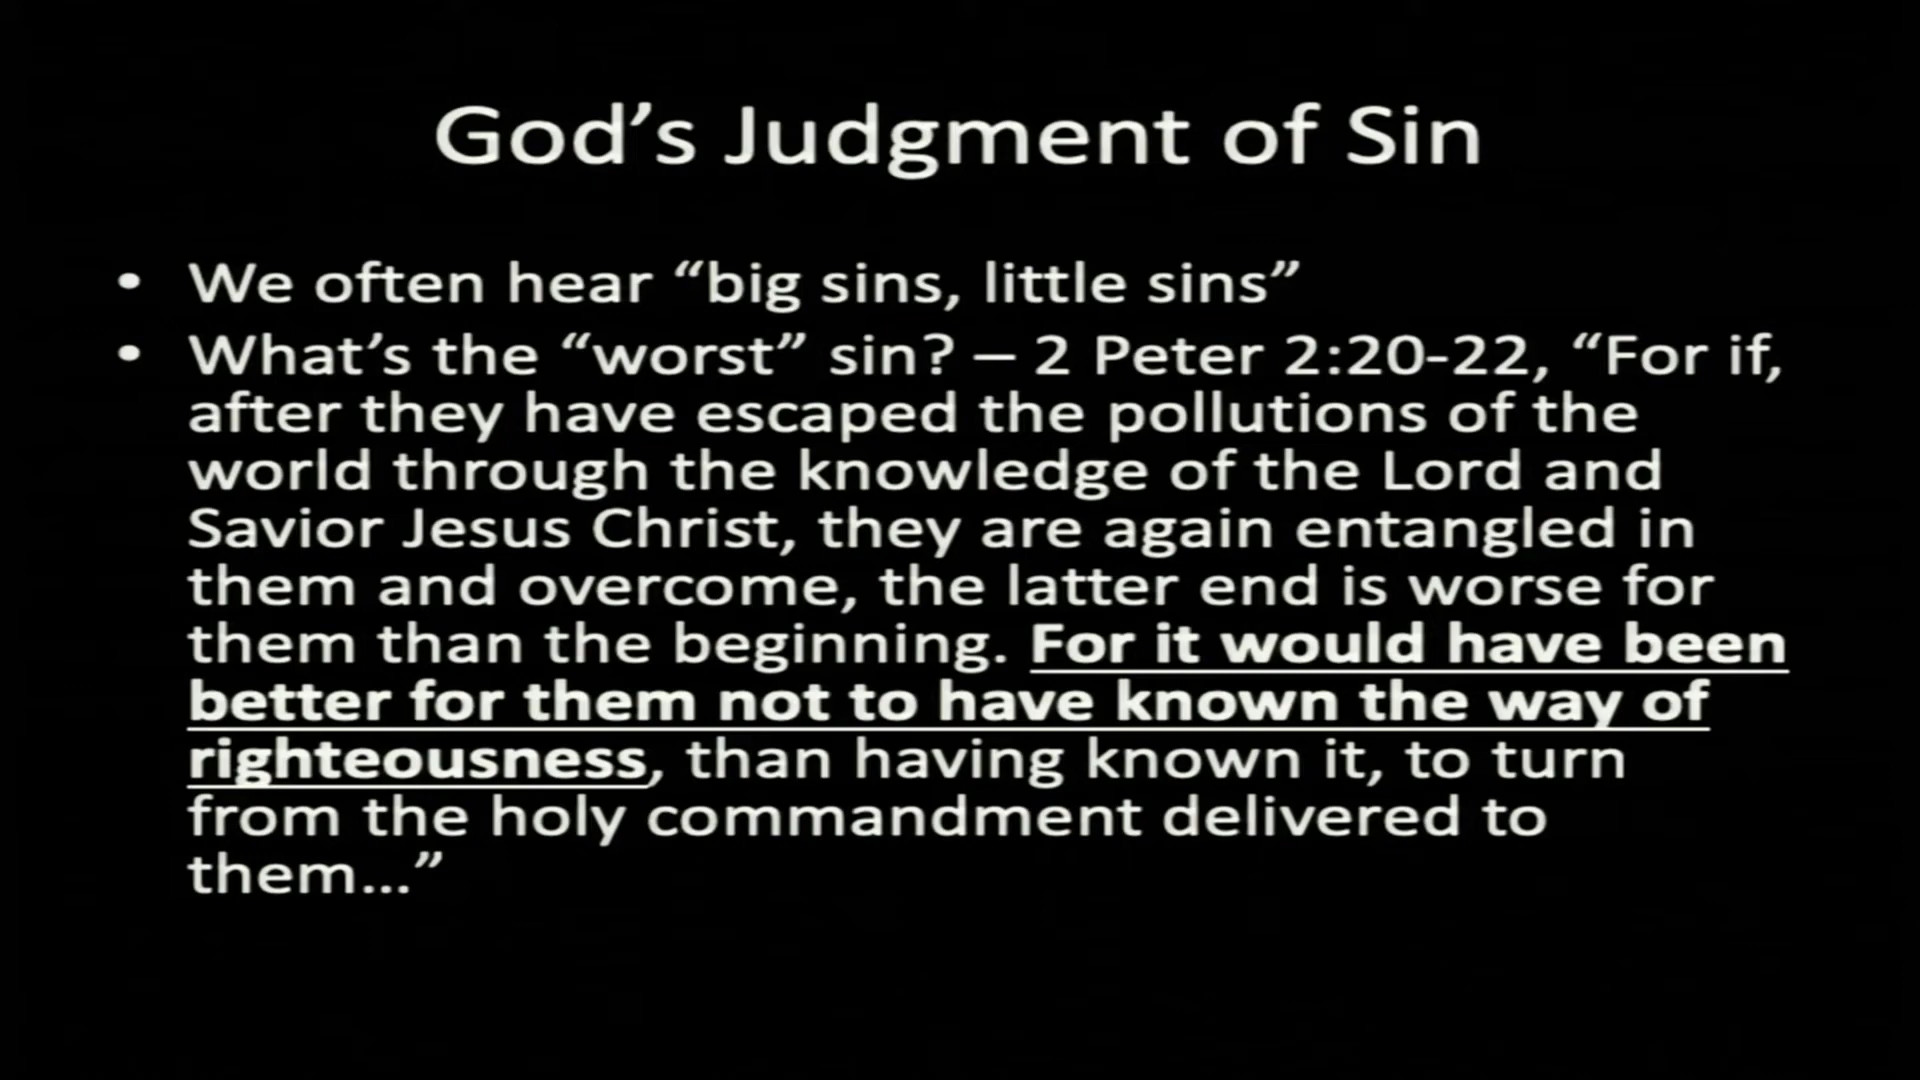 God’s Judgment of Sin
• We often hear “big sins, little sins”
• What’s the “worst” sin? – 2 Peter 2:20-22, “For if,
after they have escaped the pollutions of the
world through the knowledge of the Lord and
Savior Jesus Christ, they are again entangled in
them and overcome, the latter end is worse for
them than the beginning. For it would have been
better for them not to have known the way of
righteousness, than having known it, to turn
from the holy commandment delivered to
them...”